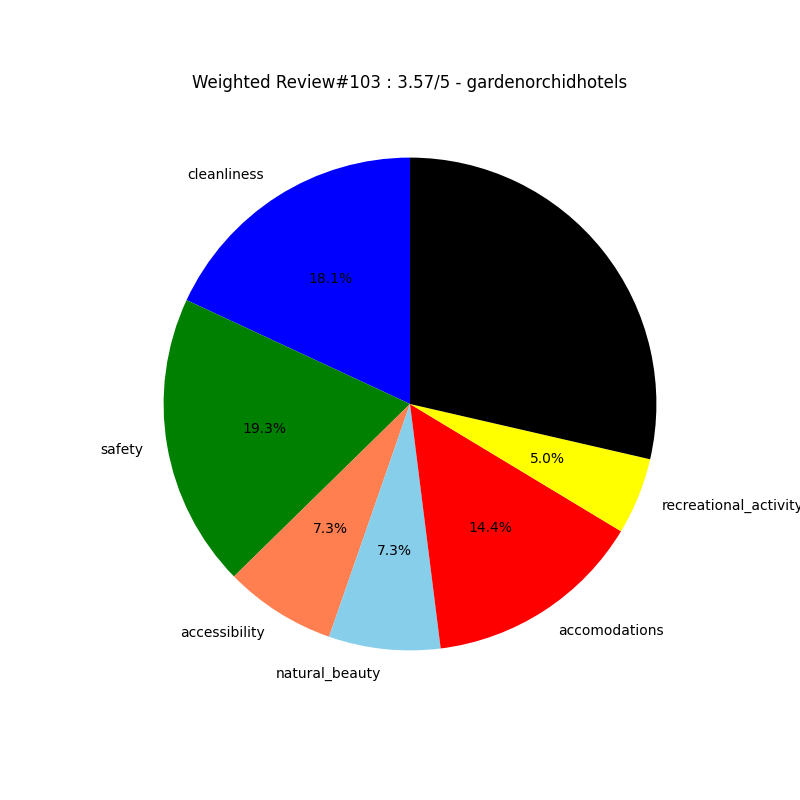 Weighted Review#103 : 3.57/5 - gardenorchidhotels
cleanliness
18.1%
safety
19.3%
accessibility
7.3%
natural_beauty
7.3%
accomodations
14.4%
recreational_activity
5.0%